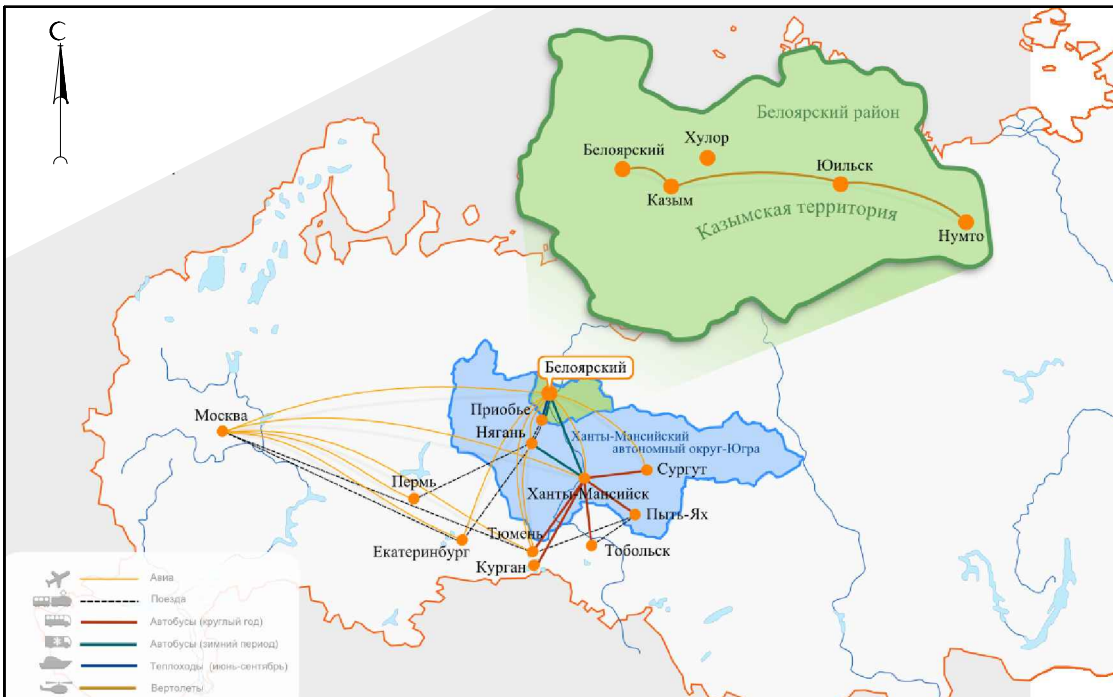 С
Белоярский район
Хулор
Белоярский
Юильск
Казым
Казымская территория
Нумто
Белоярский
Москва
Приобье
Нягань
Ханты-Мансийский
автономный округ-Югра
Сургут
Пермь
Ханты-Мансийск
Пыть-Ях
Тюмень
Екатеринбург
Тобольск
Курган
Авиа
Поезда
Автобусы (круглый год)
Автобусы (зимний период)
Теплоходы (июнь-сентябрь)
Вертолеты